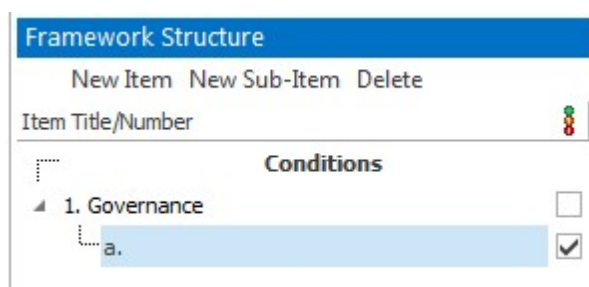 Framework Structure
New Item New Sub-Item Delete
Item Title/Number
Conditions
1. Governance
a.